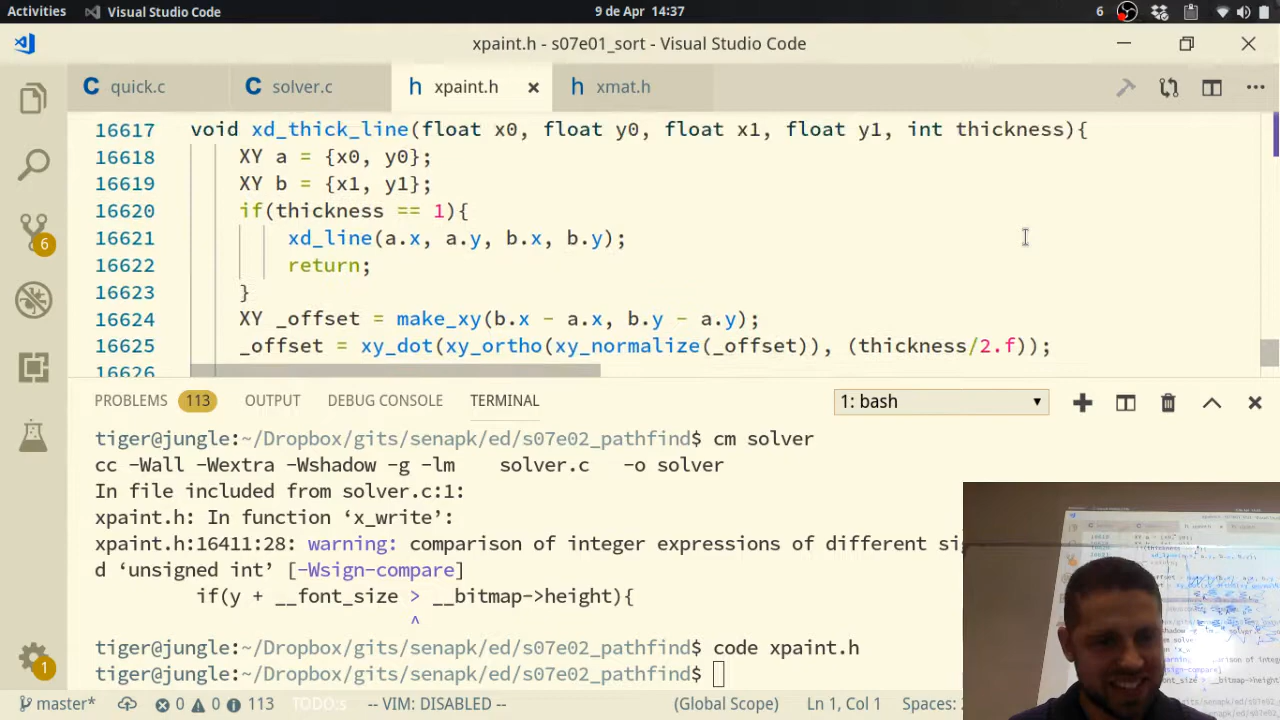 Activities Visual Studio Code 9 de Apr 14:37 6
xpaint.h - s07e01_sort - Visual Studio Code
C quick.c C solver.c h xpaint.h h xmat.h
16617 void xd_thick_line(float x0, float y0, float x1, float y1, int thickness){
16618 XY a = {x0, y0};
16619 XY b = {x1, y1};
16620 if(thickness == 1){
16621 xd_line(a.x, a.y, b.x, b.y);
16622 return;
16623 }
16624 XY _offset = make_xy(b.x - a.x, b.y - a.y);
16625 _offset = xy_dot(xy_ortho(xy_normalize(_offset)), (thickness/2.f));
16626
6
PROBLEMS 113 OUTPUT DEBUG CONSOLE TERMINAL 1: bash
tiger@jungle:~/Dropbox/gits/senapk/ed/s07e02_pathfind$ cm solver
cc -Wall -Wextra -Wshadow -g -lm solver.c -o solver
In file included from solver.c:1:
xpaint.h: In function ‘x_write’:
xpaint.h:16411:28: warning: comparison of integer expressions of different sig
d ‘unsigned int’ [-Wsign-compare]
if(y + __font_size > __bitmap->height){
^
tiger@jungle:~/Dropbox/gits/senapk/ed/s07e02_pathfind$ code xpaint.h
tiger@jungle:~/Dropbox/gits/senapk/ed/s07e02_pathfind$
1
master* 0 0 113 TODO:s -- VIM: DISABLED -- (Global Scope) Ln 1, Col 1 Spaces: